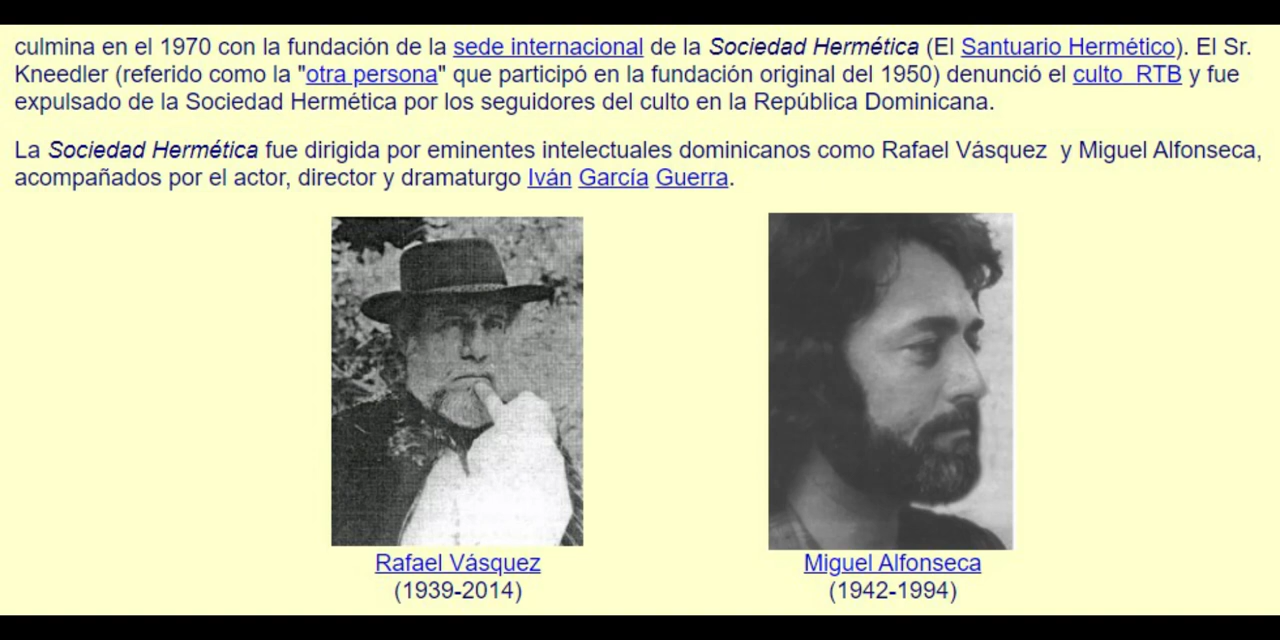 culmina en el 1970 con la fundación de la sede internacional de la Sociedad Hermética (El Santuario Hermético). El Sr.
Kneedler (referido como la "otra persona" que participó en la fundación original del 1950) denunció el culto RTB y fue
expulsado de la Sociedad Hermética por los seguidores del culto en la República Dominicana.
La Sociedad Hermética fue dirigida por eminentes intelectuales dominicanos como Rafael Vásquez y Miguel Alfonseca,
acompañados por el actor, director y dramaturgo Iván García Guerra.
Rafael Vásquez
(1939-2014)
Miguel Alfonseca
(1942-1994)